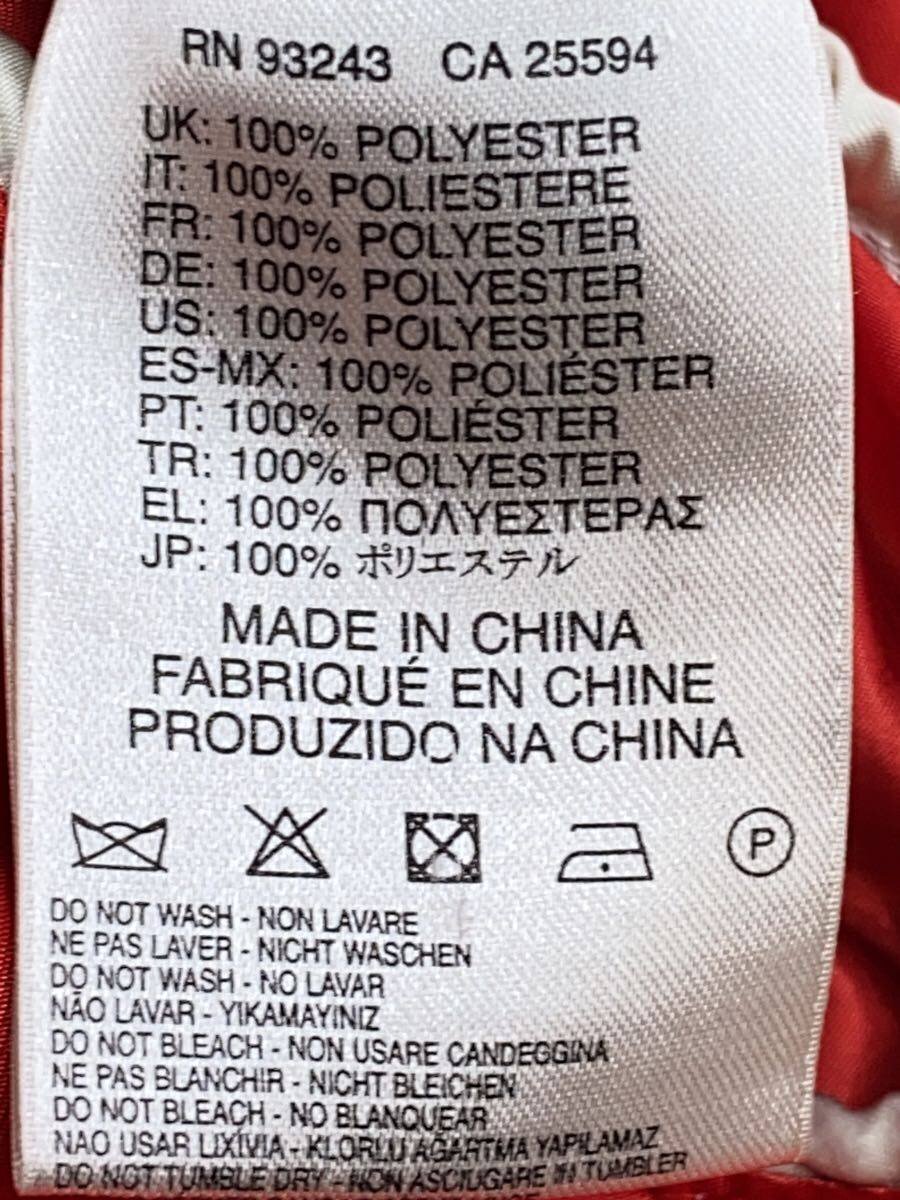 RN 93243 CA 25594
UK: 100% POLYESTER
IT: 100% POLIESTERE
FR: 100% POLYESTER
DE: 100% POLYESTER
US: 100% POLYESTER
ES-MX: 100% POLIÉSTER
PT: 100% POLIÉSTER
TR: 100% POLYESTER
EL: 100% ΠΟΛΥΕΣΤΕΡΑΣ
JP: 100% ポリエステル
MADE IN CHINA
FABRIQUÉ EN CHINE
PRODUZIDO NA CHINA
P
DO NOT WASH - NON LAVARE
NE PAS LAVER - NICHT WASCHEN
DO NOT WASH - NO LAVAR
NÃO LAVAR - YIKAMAYINIZ
DO NOT BLEACH - NON USARE CANDEGGINA
NE PAS BLANCHIR - NICHT BLEICHEN
DO NOT BLEACH - NO BLANQUEAR
NAO USAR LIXÍVIA - KLORLU AĞARTMA YAPILAMAZ
DO NOT TUMBLE DRY - NON ASCIUGARE IN TUMBLER